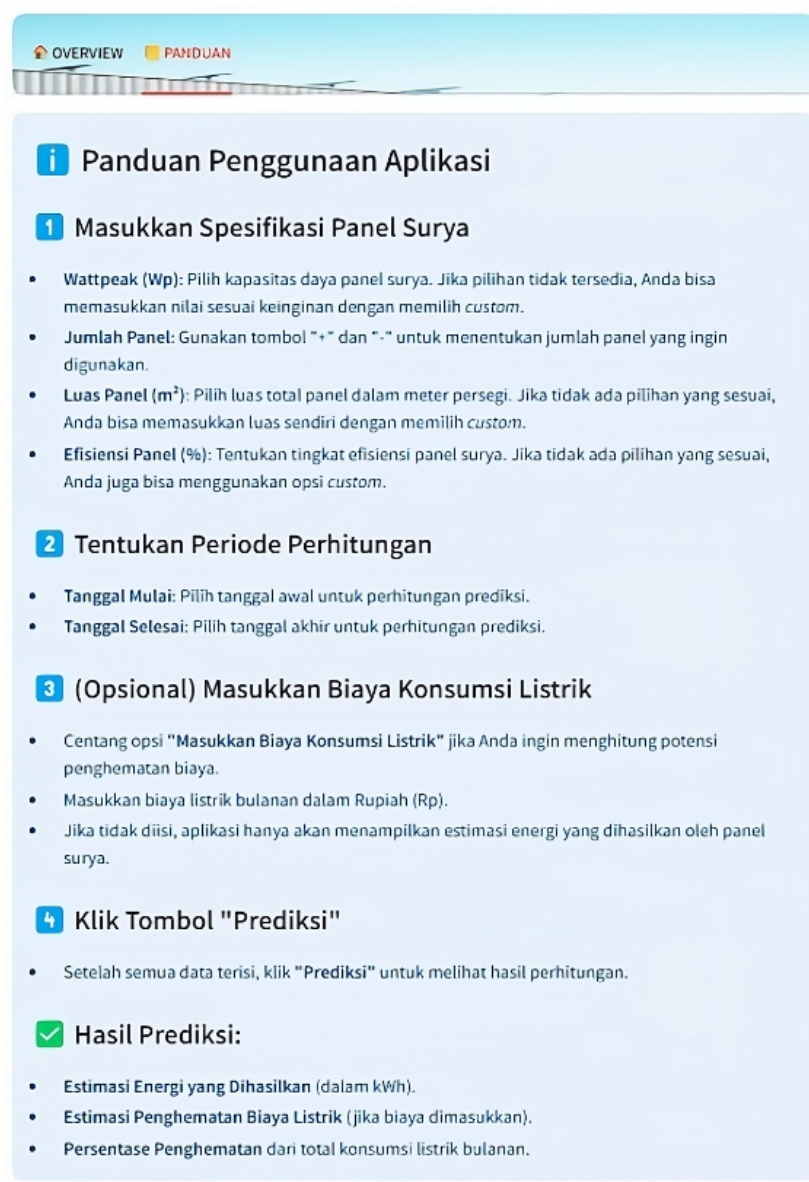 OVERVIEW PANDUAN
i Panduan Penggunaan Aplikasi
1 Masukkan Spesifikasi Panel Surya
• Wattpeak (Wp): Pilih kapasitas daya panel surya. Jika pilihan tidak tersedia, Anda bisa
memasukkan nilai sesuai keinginan dengan memilih custom.
• Jumlah Panel: Gunakan tombol "+" dan "-" untuk menentukan jumlah panel yang ingin
digunakan.
• Luas Panel (m²): Pilih luas total panel dalam meter persegi. Jika tidak ada pilihan yang sesuai,
Anda bisa memasukkan luas sendiri dengan memilih custom.
• Efisiensi Panel (%): Tentukan tingkat efisiensi panel surya. Jika tidak ada pilihan yang sesuai,
Anda juga bisa menggunakan opsi custom.
2 Tentukan Periode Perhitungan
• Tanggal Mulai: Pilih tanggal awal untuk perhitungan prediksi.
• Tanggal Selesai: Pilih tanggal akhir untuk perhitungan prediksi.
3 (Opsional) Masukkan Biaya Konsumsi Listrik
• Centang opsi "Masukkan Biaya Konsumsi Listrik" jika Anda ingin menghitung potensi
penghematan biaya.
• Masukkan biaya listrik bulanan dalam Rupiah (Rp).
• Jika tidak diisi, aplikasi hanya akan menampilkan estimasi energi yang dihasilkan oleh panel
surya.
4 Klik Tombol "Prediksi"
• Setelah semua data terisi, klik "Prediksi" untuk melihat hasil perhitungan.
Hasil Prediksi:
• Estimasi Energi yang Dihasilkan (dalam kWh).
• Estimasi Penghematan Biaya Listrik (jika biaya dimasukkan).
• Persentase Penghematan dari total konsumsi listrik bulanan.